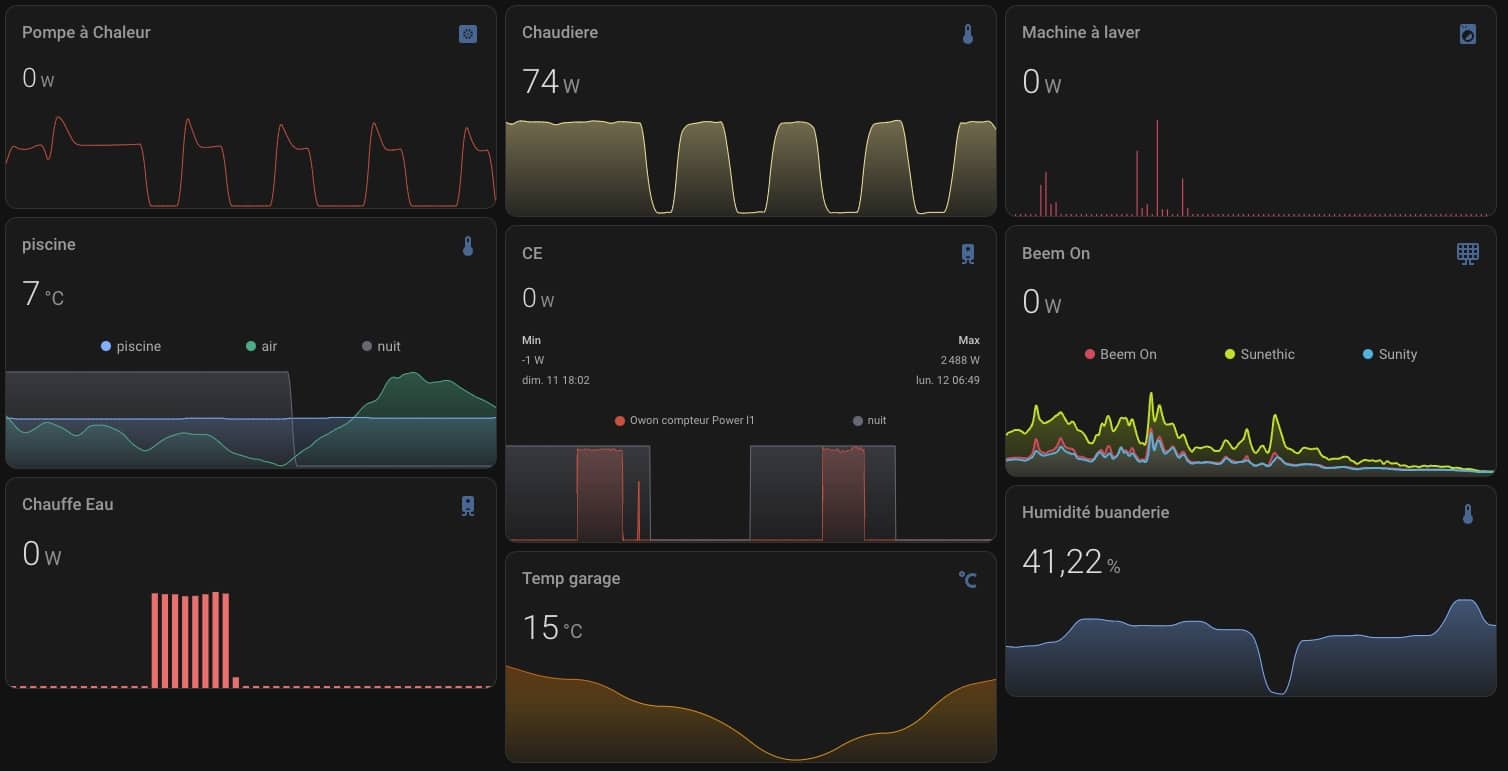 Pompe à Chaleur
0 W
piscine
7 °C
piscine air nuit
Chauffe Eau
0 W
Chaudiere
74 W
CE
0 W
Min Max
-1 W 2 488 W
dim. 11 18:02 lun. 12 06:49
Owon compteur Power l1 nuit
Temp garage
°C
15 °C
Machine à laver
0 W
Beem On
0 W
Beem On Sunethic Sunity
Humidité buanderie
41,22 %